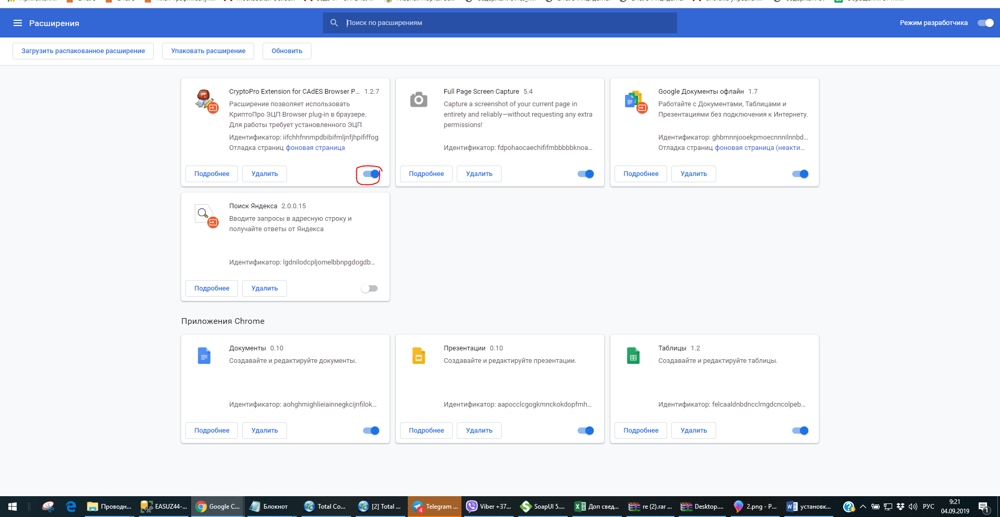 Расширения
Поиск по расширениям
Режим разработчика
Загрузить распакованное расширение
Упаковать расширение
Обновить
CryptoPro Extension for CAdES Browser P... 1.2.7
Расширение позволяет использовать
КриптоПро ЭЦП Browser plug-in в браузере.
Для работы требует установленного ЭЦП
Идентификатор: iifchhfnnmpdbibifmljnfjhpififfog
Отладка страниц фоновая страница
Подробнее
Удалить
Full Page Screen Capture 5.4
Capture a screenshot of your current page in
entirety and reliably—without requesting any extra
permissions!
Идентификатор: fdpohaocaechififmbbbbbknoa...
Подробнее
Удалить
Google Документы офлайн 1.7
Работайте с Документами, Таблицами и
Презентациями без подключения к Интернету.
Идентификатор: ghbmnnjooekpmoecnnnilnnbd...
Отладка страниц фоновая страница (неакти...
Подробнее
Удалить
Поиск Яндекса 2.0.0.15
Вводите запросы в адресную строку и
получайте ответы от Яндекса
Идентификатор: lgdnilodcpljomelbbnpgdogdb...
Подробнее
Удалить
Приложения Chrome
Документы 0.10
Создавайте и редактируйте документы.
Идентификатор: aohghmighlieiainnegkcijnfilok...
Подробнее
Удалить
Презентации 0.10
Создавайте и редактируйте презентации.
Идентификатор: aapocclcgogkmnckokdopfmh...
Подробнее
Удалить
Таблицы 1.2
Создавайте и редактируйте таблицы.
Идентификатор: felcaaldnbdncclmgdcncolpeb...
Подробнее
Удалить
Проводн...
EASUZ44-...
Google C...
Блокнот
Total Co...
[2] Total ...
4
Telegram ...
Viber +37...
SoapUI 5....
Доп свед...
re (2).rar ...
Desktop....
2.png - P...
установк...
РУС
9:21
04.09.2019
1